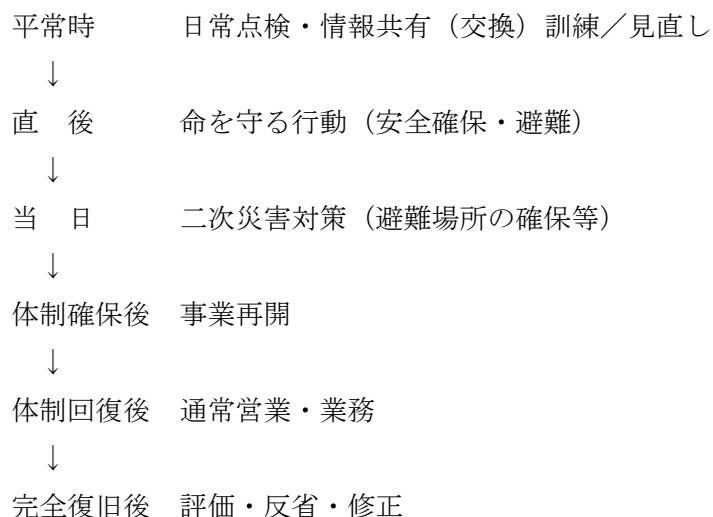 平常時　　日常点検・情報共有（交換）訓練／見直し
↓
直　後　　命を守る行動（安全確保・避難）
↓
当　日　　二次災害対策（避難場所の確保等）
↓
体制確保後　事業再開
↓
体制回復後　通常営業・業務
↓
完全復旧後　評価・反省・修正